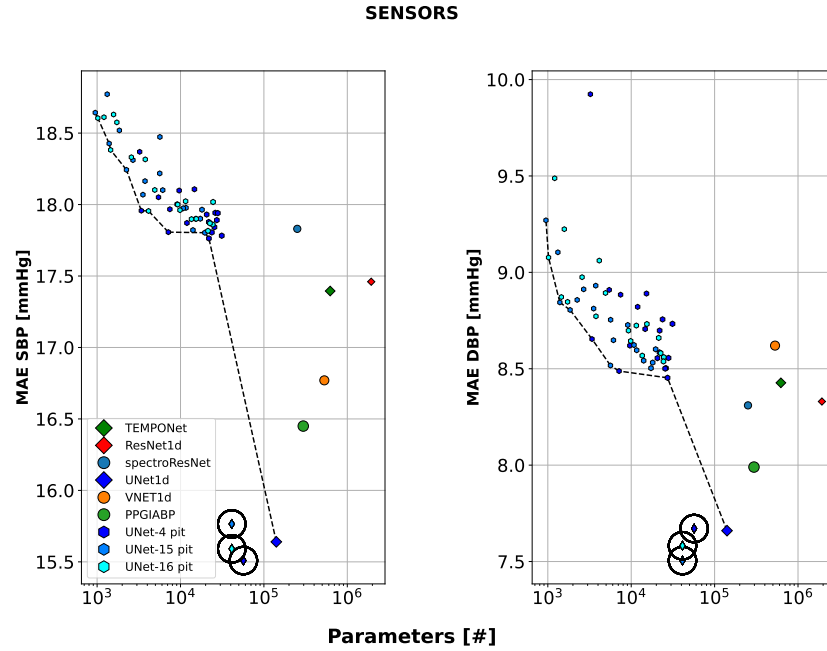 SENSORS
MAE SBP [mmHg]
18.5
18.0
17.5
17.0
16.5
16.0
15.5
10³
10⁴
10⁵
10⁶
TEMPONet
ResNet1d
spectroResNet
UNet1d
VNET1d
PPGIABP
UNet-4 pit
UNet-15 pit
UNet-16 pit
MAE DBP [mmHg]
10.0
9.5
9.0
8.5
8.0
7.5
10³
10⁴
10⁵
10⁶
Parameters [#]